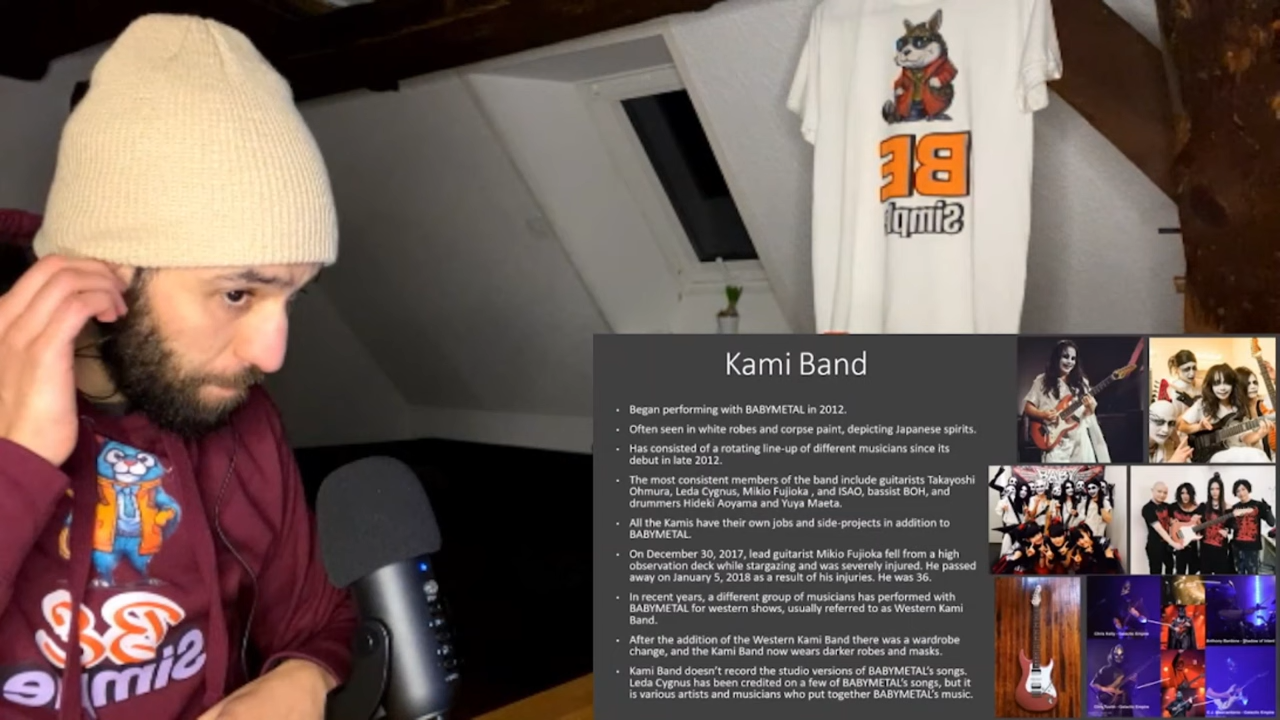 BE
Simple
BE
Simple
Kami Band
• Began performing with BABYMETAL in 2012.
• Often seen in white robes and corpse paint, depicting Japanese spirits.
• Has consisted of a rotating line-up of different musicians since its
debut in late 2012.
• The most consistent members of the band include guitarists Takayoshi
Ohmura, Leda Cygnus, Mikio Fujioka , and ISAO, bassist BOH, and
drummers Hideki Aoyama and Yuya Maeta.
• All the Kamis have their own jobs and side-projects in addition to
BABYMETAL.
• On December 30, 2017, lead guitarist Mikio Fujioka fell from a high
observation deck while stargazing and was severely injured. He passed
away on January 5, 2018 as a result of his injuries. He was 36.
• In recent years, a different group of musicians has performed with
BABYMETAL for western shows, usually referred to as Western Kami
Band.
• After the addition of the Western Kami Band there was a wardrobe
change, and the Kami Band now wears darker robes and masks.
• Kami Band doesn't record the studio versions of BABYMETAL's songs.
Leda Cygnus has been credited on a few of BABYMETAL's songs, but it
is various artists and musicians who put together BABYMETAL's music.